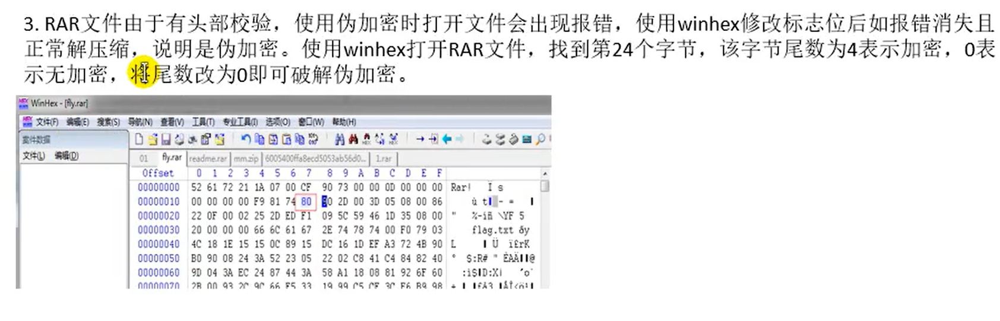 3. RAR文件由于有头部校验，使用伪加密时打开文件会出现报错，使用winhex修改标志位后如报错消失且
正常解压缩，说明是伪加密。使用winhex打开RAR文件，找到第24个字节，该字节尾数为4表示加密，0表
示无加密，将尾数改为0即可破解伪加密。
WinHex - [fly.rar]
文件(F) 编辑(E) 搜索(S) 导航(N) 查看(V) 工具(T) 专业工具(I) 选项(O) 窗口(W) 帮助(H)
案件数据
文件(L) 编辑(D)
01 fly.rar readme.rar mm.zip 6005400ffa8ecd5053ab56d0... 1.rar
Offset 0 1 2 3 4 5 6 7 8 9 A B C D E F
00000000 52 61 72 21 1A 07 00 CF 90 73 00 00 0D 00 00 00 Rar! Ï s
00000010 00 00 00 00 F9 81 74 80 80 2D 00 3D 05 08 00 86 ù t - =
00000020 22 0F 00 02 25 2D ED F1 09 5C 59 46 1D 35 08 00 " %-íñ \YF 5
00000030 20 00 00 00 66 6C 61 67 2E 74 78 74 00 F0 79 03 flag.txt ðy
00000040 4C 18 1E 15 15 0C 89 15 DC 16 1D EF A3 72 4B 90 L Ü ï£rK
00000050 B0 90 08 24 3A 52 23 05 22 02 C8 41 C4 84 82 40 ° $:R# " ÈAÄ @
00000060 9D 04 3A EC 24 87 44 3A 58 A1 18 08 81 92 6F 60 :ì$ D:X¡ 'o`
00000070 2B 00 93 2C 9C 66 F5 33 19 99 C5 CF 3C F6 B9 98